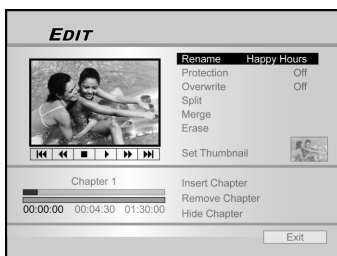 EDIT
Rename Happy Hours
Protection Off
Overwrite Off
Split
Merge
Erase
Set Thumbnail
Chapter 1
00:00:00 00:04:30 01:30:00
Insert Chapter
Remove Chapter
Hide Chapter
Exit